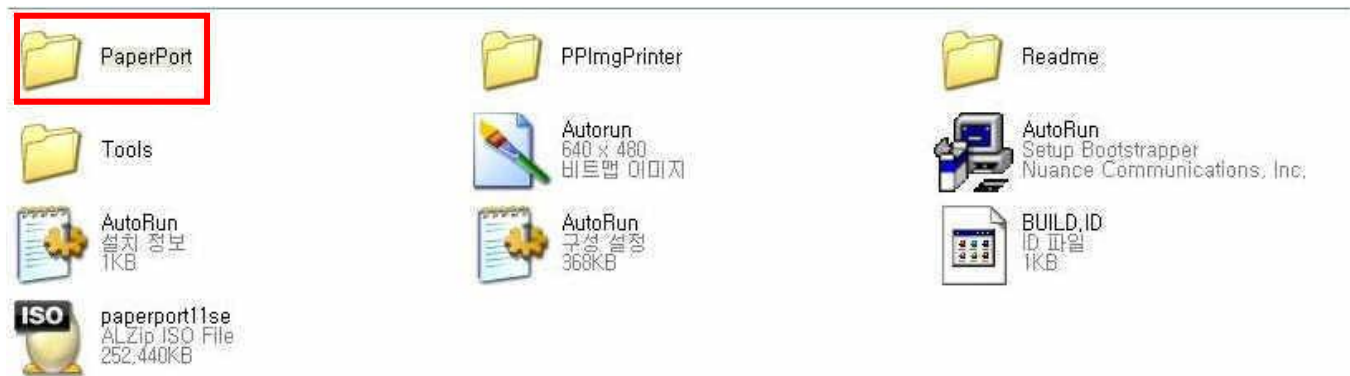 PaperPort
PPImgPrinter
Readme
Tools
Autorun
640 x 480
비트맵 이미지
AutoRun
Setup Bootstrapper
Nuance Communications, Inc.
AutoRun
설치 정보
1KB
AutoRun
구성 설정
368KB
BUILD.ID
ID 파일
1KB
ISO
paperport11se
ALZip ISO File
252,440KB